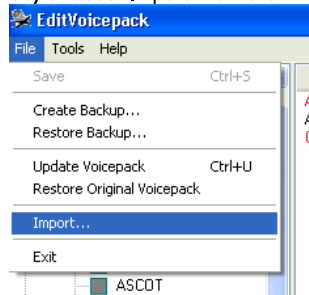 EditVoicepack
File Tools Help
Save Ctrl+S
Create Backup...
Restore Backup...
Update Voicepack Ctrl+U
Restore Original Voicepack
Import...
Exit
ASCOT